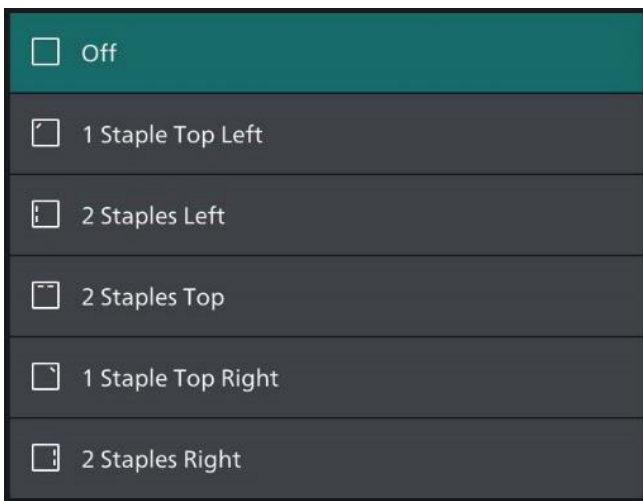 Off
1 Staple Top Left
2 Staples Left
2 Staples Top
1 Staple Top Right
2 Staples Right